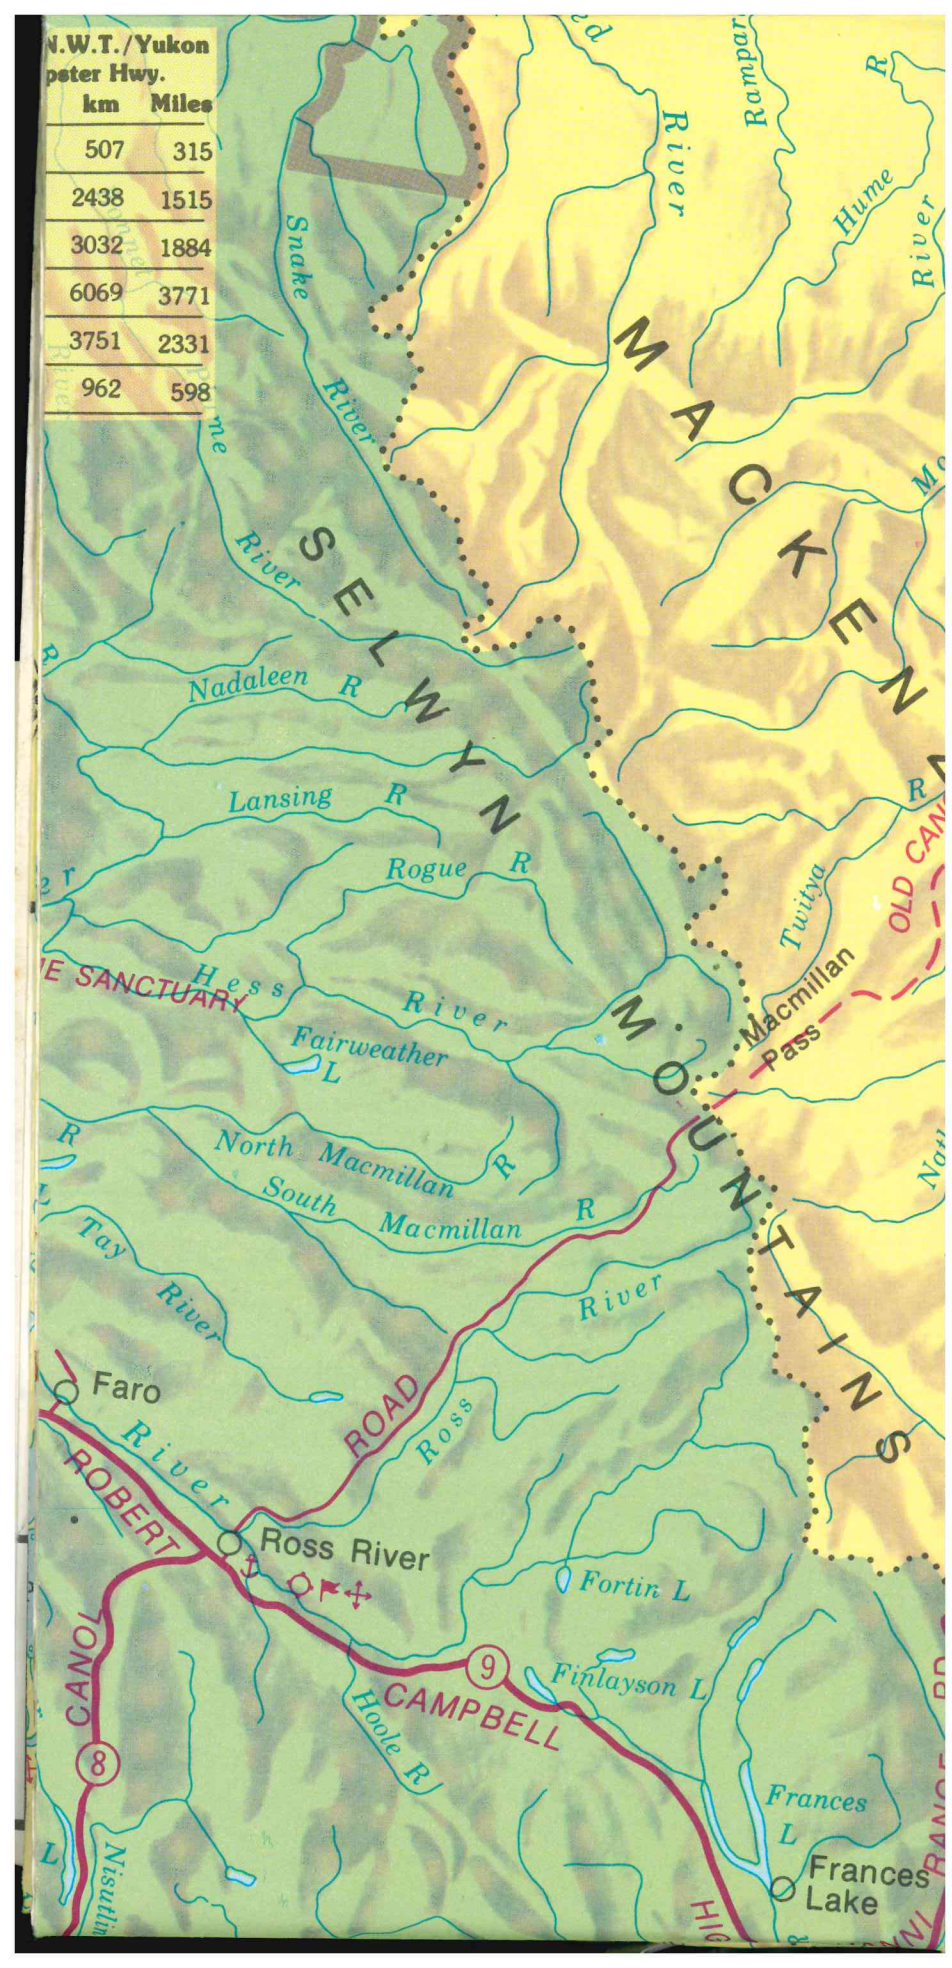 N.W.T./Yukon
pster Hwy.
km Miles
507 315
2438 1515
3032 1884
6069 3771
3751 2331
962 598
Snake
River
River
Rampar
R
Hume
River
MACKEN
River
SELWYN
MOUNTAINS
Nadaleen R
Lansing R
Rogue R
R
Twitya
OLD CAN
Macmillan
Pass
NE SANCTUARY
Hess
River
Fairweather
L
R
North Macmillan R
South Macmillan R
L
Tay
River
River
Ross
ROAD
Faro
River
ROBERT
Ross River
Fortin L
9
Finlayson L
CAMPBELL
CANOL
Hoole R
8
Frances
L
Frances
Lake
L
Nisutlin
HIG